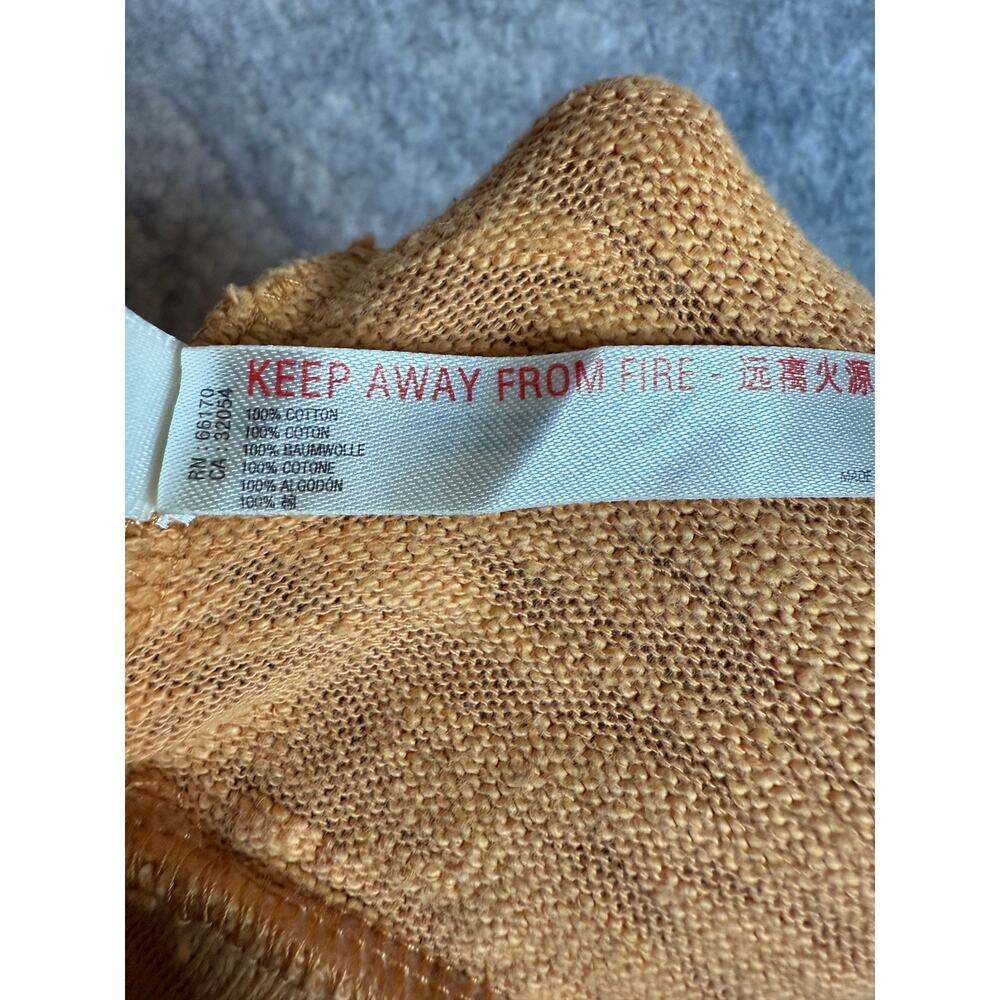 KEEP AWAY FROM FIRE - 远离火源
RN : 66170
CA : 32054
100% COTTON
100% COTON
100% BAUMWOLLE
100% COTONE
100% ALGODÓN
100% 棉
MADE